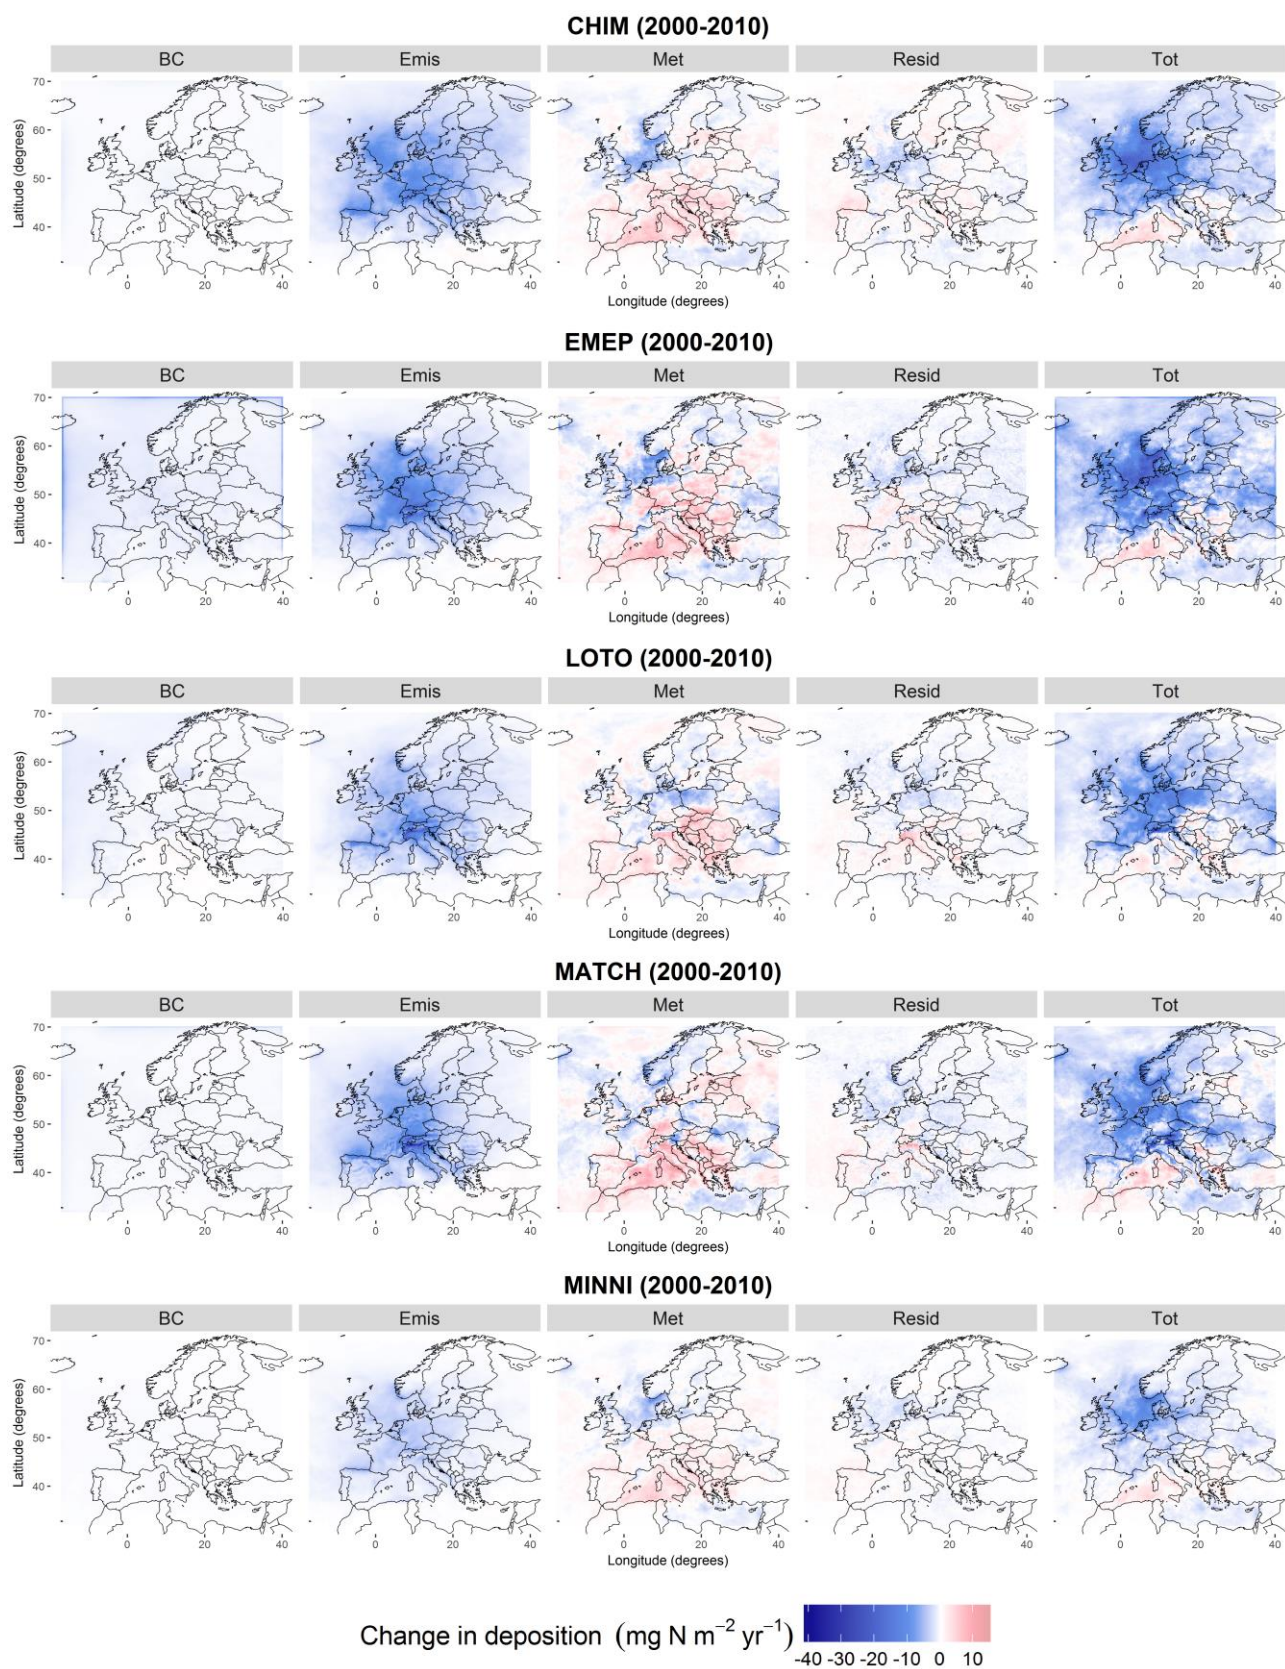 CHIM (2000-2010)
BC Emis Met Resid Tot
Latitude (degrees)
70
60
50
40
0 20 40 0 20 40 0 20 40 0 20 40 0 20 40
Longitude (degrees)
EMEP (2000-2010)
BC Emis Met Resid Tot
Latitude (degrees)
70
60
50
40
0 20 40 0 20 40 0 20 40 0 20 40 0 20 40
Longitude (degrees)
LOTO (2000-2010)
BC Emis Met Resid Tot
Latitude (degrees)
70
60
50
40
0 20 40 0 20 40 0 20 40 0 20 40 0 20 40
Longitude (degrees)
MATCH (2000-2010)
BC Emis Met Resid Tot
Latitude (degrees)
70
60
50
40
0 20 40 0 20 40 0 20 40 0 20 40 0 20 40
Longitude (degrees)
MINNI (2000-2010)
BC Emis Met Resid Tot
Latitude (degrees)
70
60
50
40
0 20 40 0 20 40 0 20 40 0 20 40 0 20 40
Longitude (degrees)
Change in deposition (mg N m⁻² yr⁻¹)
-40 -30 -20 -10 0 10